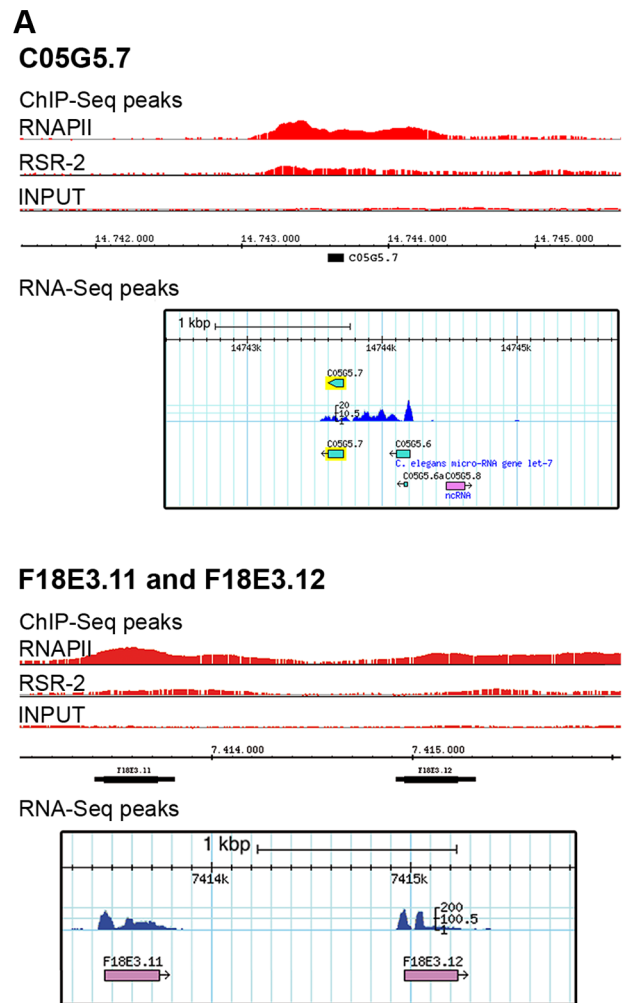 A
C05G5.7
ChIP-Seq peaks
RNAPII
RSR-2
INPUT
14.742.000 14.743.000 14.744.000 14.745.000
C05G5.7
RNA-Seq peaks
1 kbp
14743k 14744k 14745k
C05G5.7
20
10.5
1
C05G5.7 C05G5.6
C. elegans micro-RNA gene let-7
C05G5.6a C05G5.8
ncRNA
F18E3.11 and F18E3.12
ChIP-Seq peaks
RNAPII
RSR-2
INPUT
7.414.000 7.415.000
F18E3.11 F18E3.12
RNA-Seq peaks
1 kbp
7414k 7415k
200
100.5
1
F18E3.11 F18E3.12